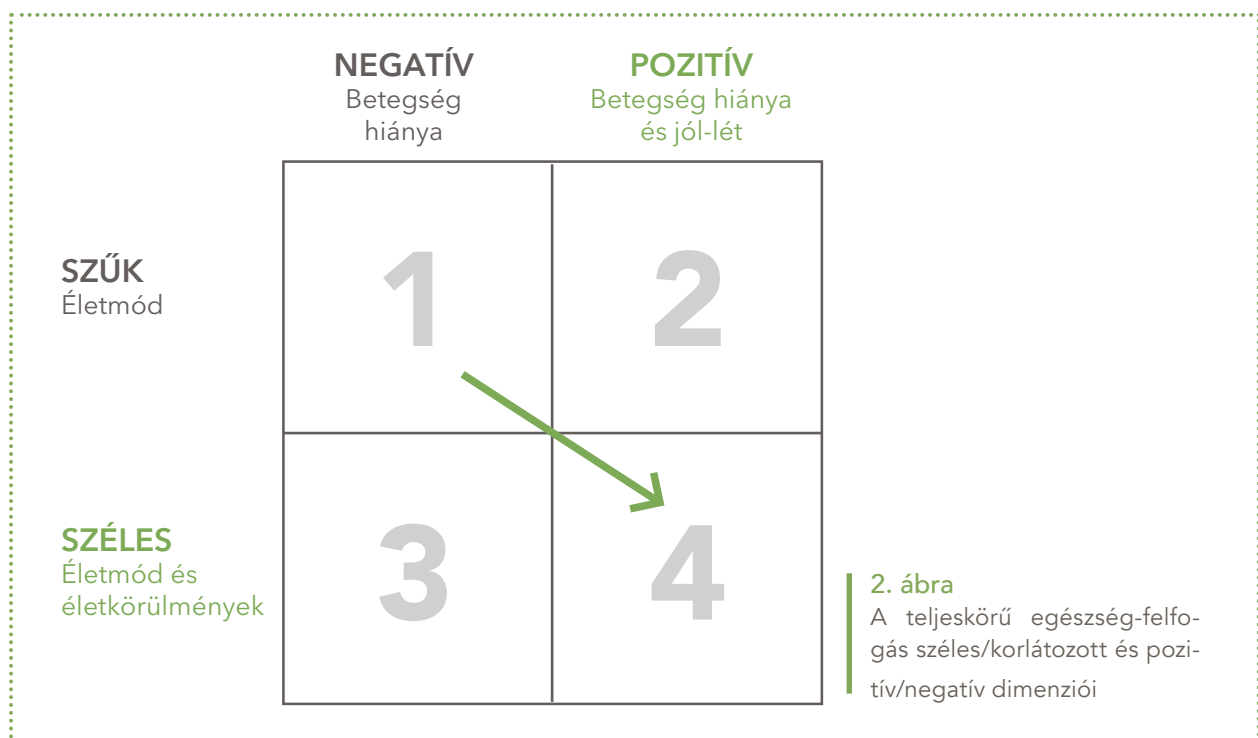 NEGATÍV
Betegség
hiánya
POZITÍV
Betegség hiánya
és jól-lét
SZŰK
Életmód
1
2
SZÉLES
Életmód és
életkörülmények
3
4
2. ábra
A teljeskörű egészség-felfo-
gás széles/korlátozott és pozi-
tív/negatív dimenziói